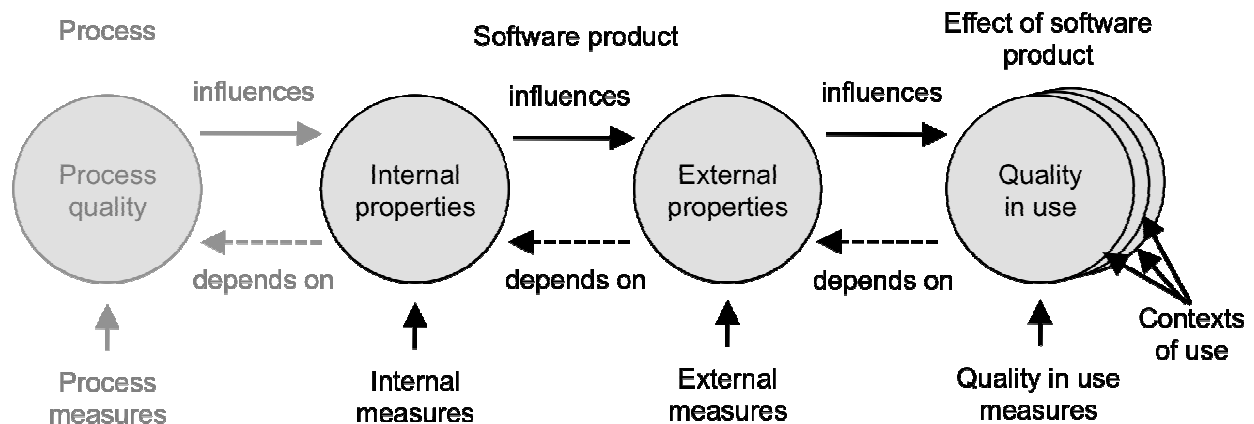 Process
Software product
Effect of software
product
influences
influences
influences
Process
quality
Internal
properties
External
properties
Quality
in use
depends on
depends on
depends on
Contexts
of use
Process
measures
Internal
measures
External
measures
Quality in use
measures